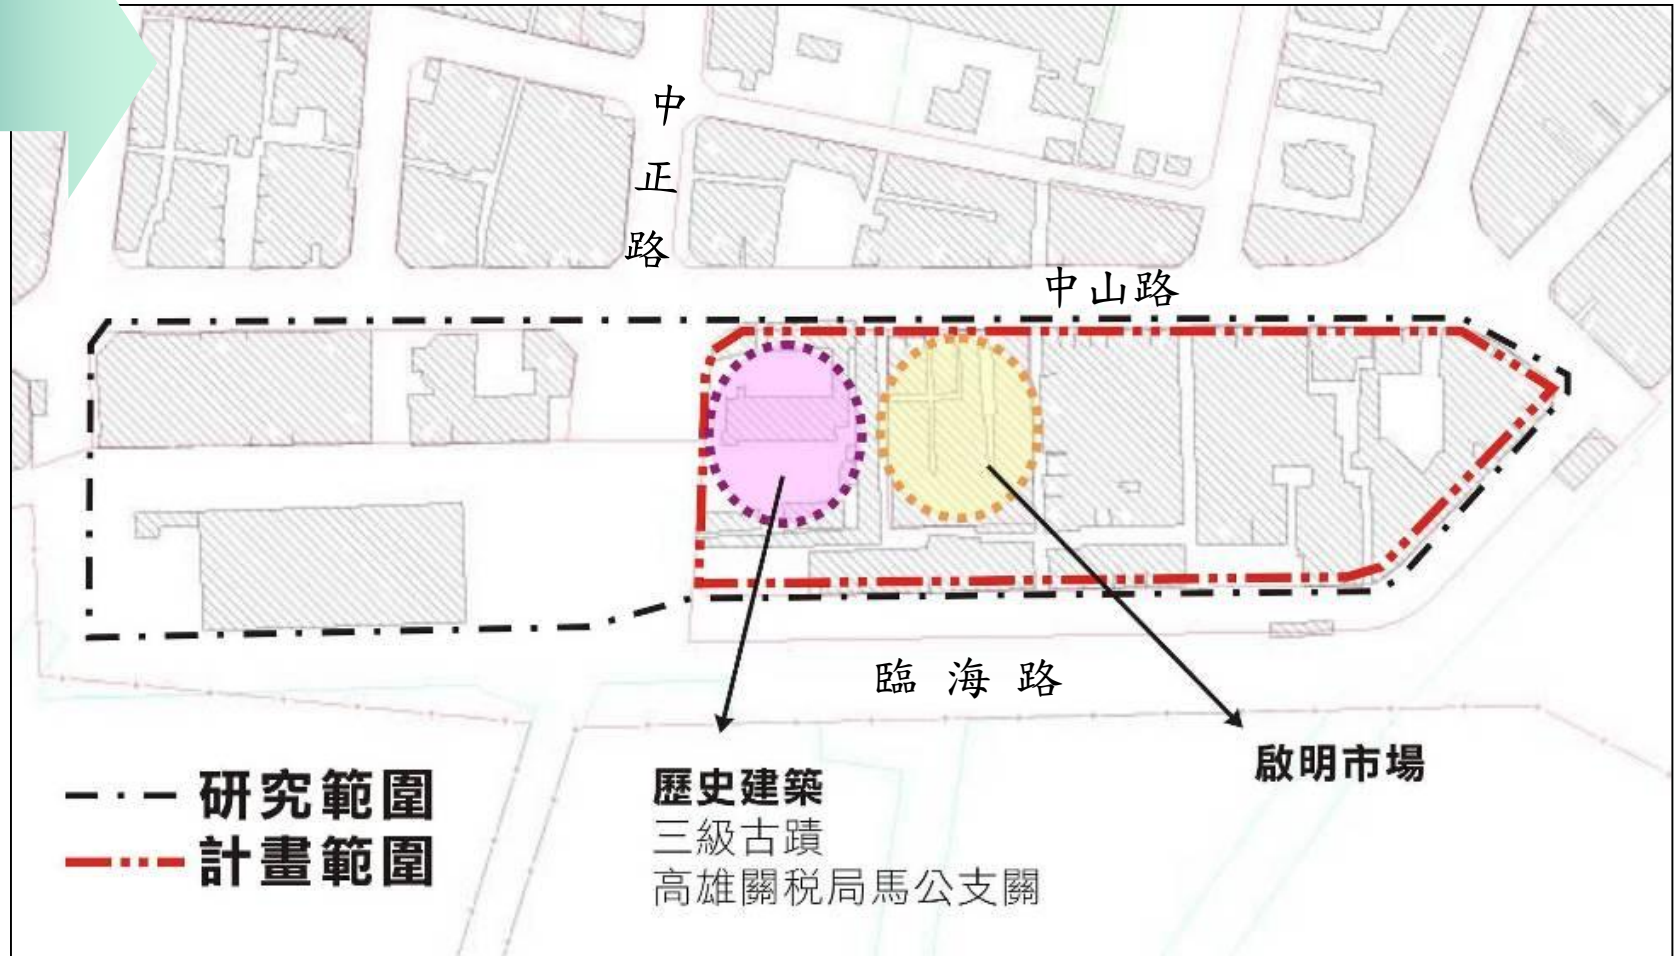 中正路
中山路
臨海路
研究範圍
計畫範圍
歷史建築
三級古蹟
高雄關稅局馬公支關
啟明市場